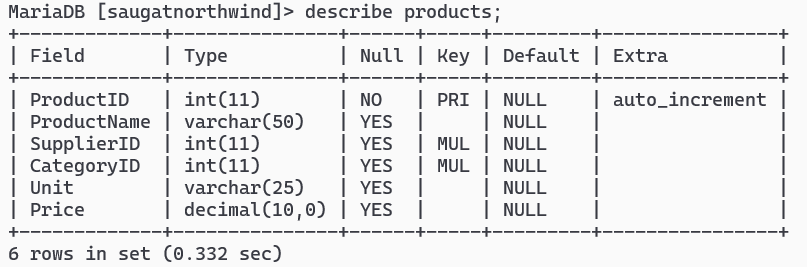 MariaDB [saugatnorthwind]> describe products;
+-------------+---------------+------+-----+---------+----------------+
| Field       | Type          | Null | Key | Default | Extra          |
+-------------+---------------+------+-----+---------+----------------+
| ProductID   | int(11)       | NO   | PRI | NULL    | auto_increment |
| ProductName | varchar(50)   | YES  |     | NULL    |                |
| SupplierID  | int(11)       | YES  | MUL | NULL    |                |
| CategoryID  | int(11)       | YES  | MUL | NULL    |                |
| Unit        | varchar(25)   | YES  |     | NULL    |                |
| Price       | decimal(10,0) | YES  |     | NULL    |                |
+-------------+---------------+------+-----+---------+----------------+
6 rows in set (0.332 sec)